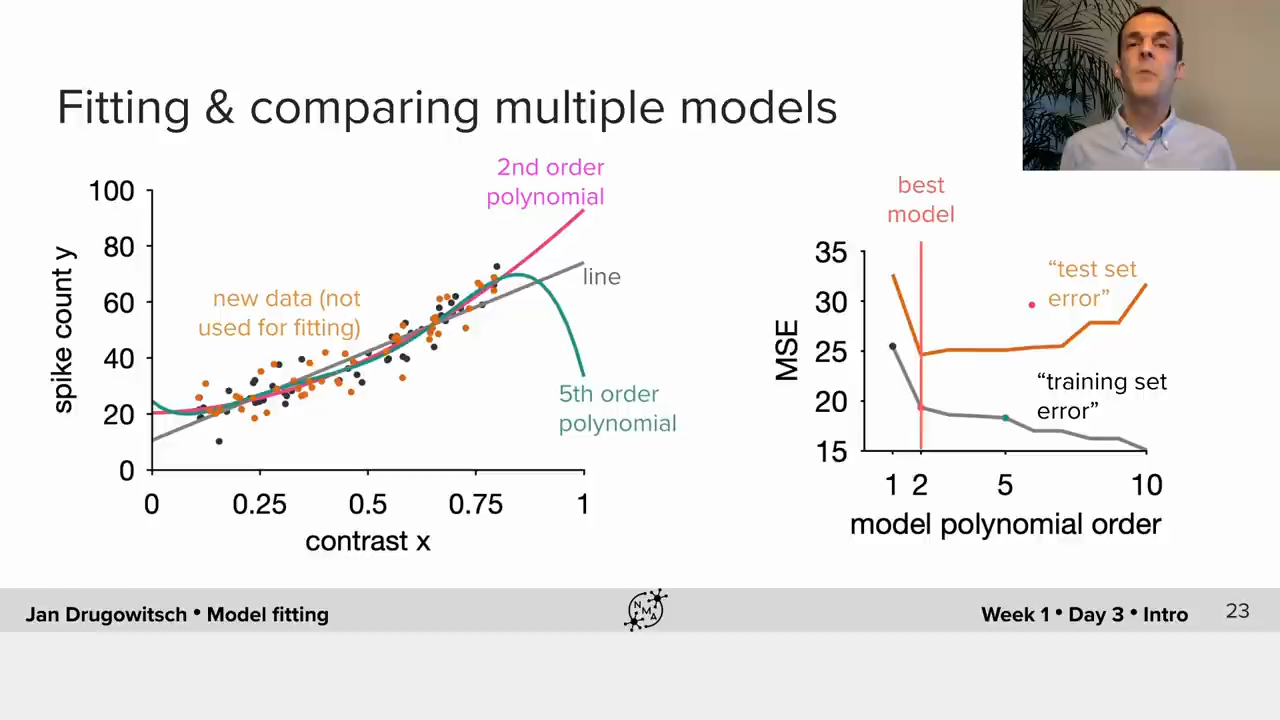 Fitting & comparing multiple models
2nd order
polynomial
line
new data (not
used for fitting)
5th order
polynomial
spike count y
100
80
60
40
20
0
0 0.25 0.5 0.75 1
contrast x
best
model
"test set
error"
"training set
error"
MSE
35
30
25
20
15
1 2 5 10
model polynomial order
Jan Drugowitsch • Model fitting
NMA
Week 1 • Day 3 • Intro 23